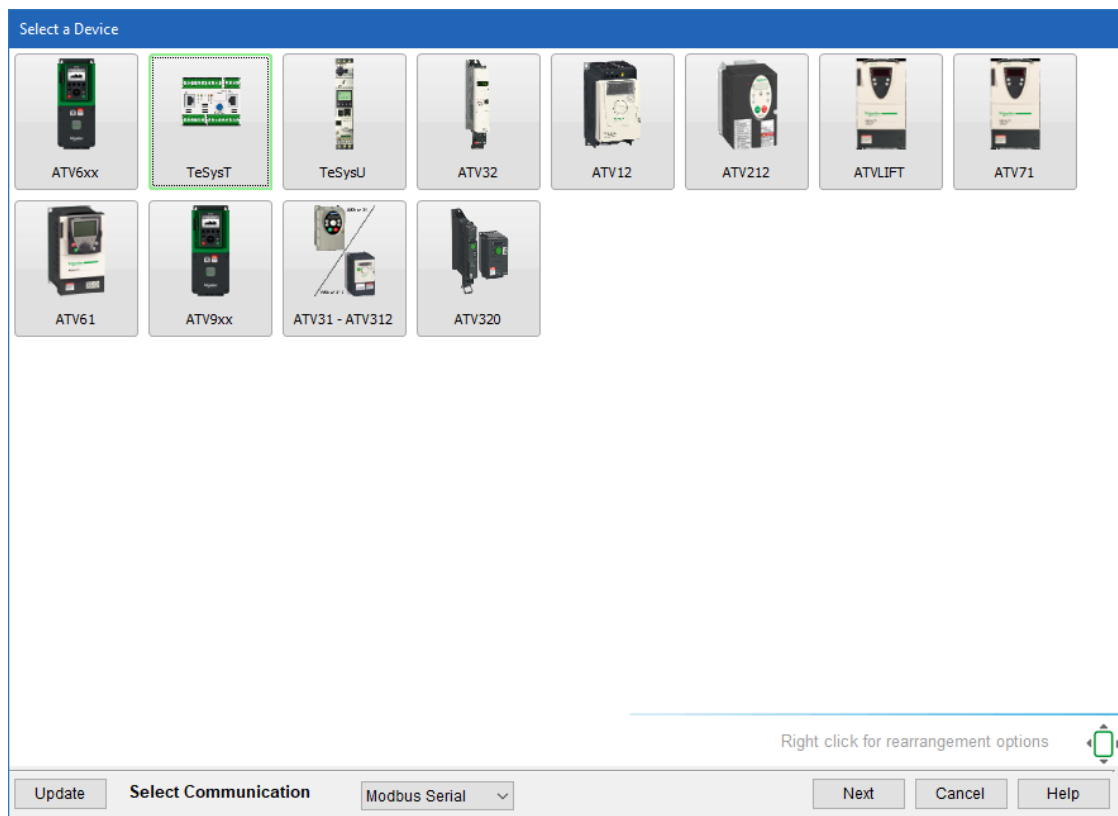 Select a Device
ATV6xx
TeSysT
TeSysU
ATV32
ATV12
ATV212
ATVLIFT
ATV71
ATV61
ATV9xx
ATV31 - ATV312
ATV320
Right click for rearrangement options
Update
Select Communication
Modbus Serial
Next
Cancel
Help